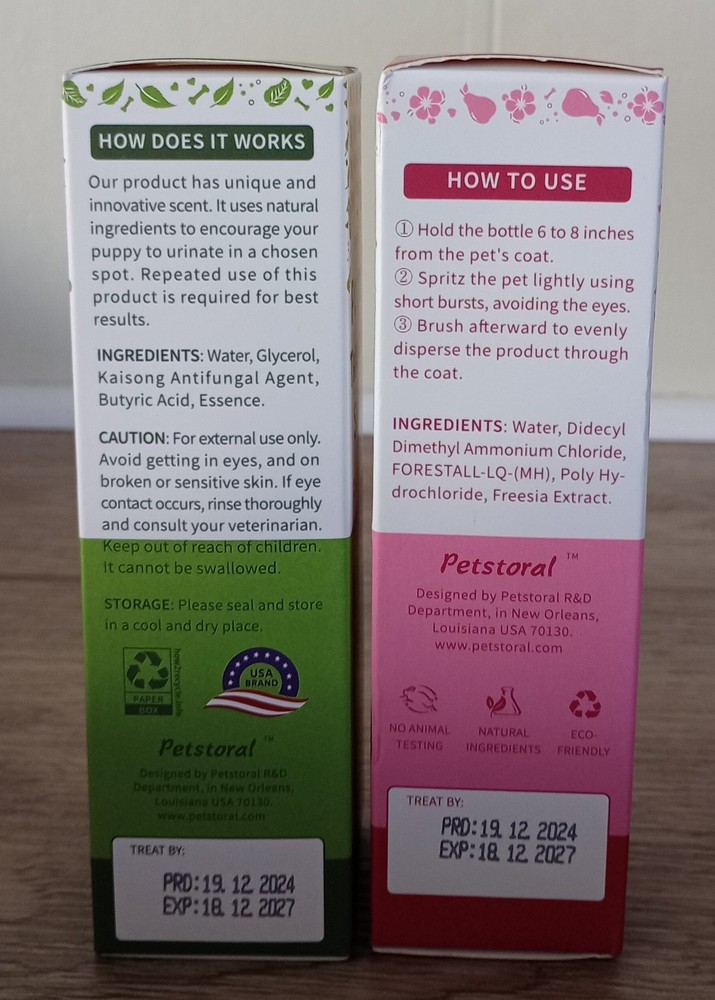 HOW DOES IT WORKS
Our product has unique and
innovative scent. It uses natural
ingredients to encourage your
puppy to urinate in a chosen
spot. Repeated use of this
product is required for best
results.
INGREDIENTS: Water, Glycerol,
Kaisong Antifungal Agent,
Butyric Acid, Essence.
CAUTION: For external use only.
Avoid getting in eyes, and on
broken or sensitive skin. If eye
contact occurs, rinse thoroughly
and consult your veterinarian.
Keep out of reach of children.
It cannot be swallowed.
STORAGE: Please seal and store
in a cool and dry place.
PAPER
BOX
how2recycle.info
USA
BRAND
Petstoral™
Designed by Petstoral R&D
Department, in New Orleans,
Louisiana USA 70130.
www.petstoral.com
TREAT BY:
PRD:19. 12. 2024
EXP:18. 12. 2027
HOW TO USE
① Hold the bottle 6 to 8 inches
from the pet's coat.
② Spritz the pet lightly using
short bursts, avoiding the eyes.
③ Brush afterward to evenly
disperse the product through
the coat.
INGREDIENTS: Water, Didecyl
Dimethyl Ammonium Chloride,
FORESTALL-LQ-(MH), Poly Hy-
drochloride, Freesia Extract.
Petstoral™
Designed by Petstoral R&D
Department, in New Orleans,
Louisiana USA 70130.
www.petstoral.com
NO ANIMAL
TESTING
NATURAL
INGREDIENTS
ECO-
FRIENDLY
TREAT BY:
PRD:19. 12. 2024
EXP:18. 12. 2027